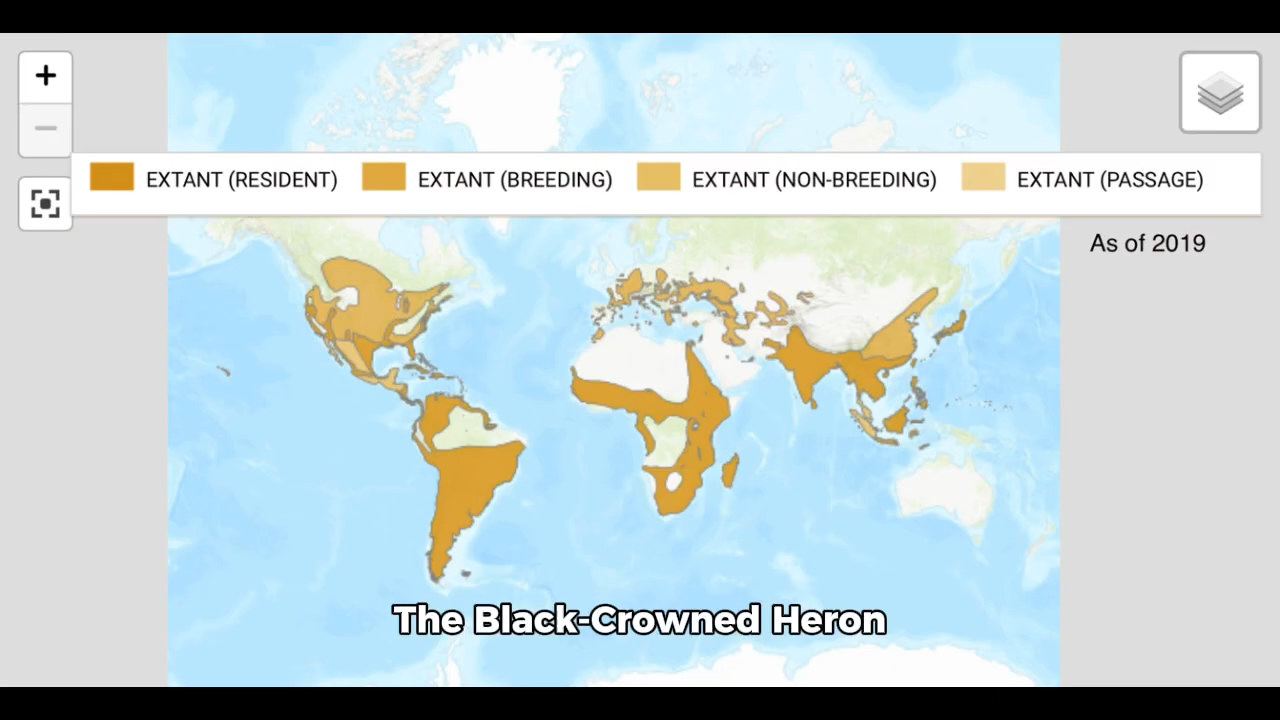 +
EXTANT (RESIDENT) EXTANT (BREEDING) EXTANT (NON-BREEDING) EXTANT (PASSAGE)
As of 2019
The Black-Crowned Heron